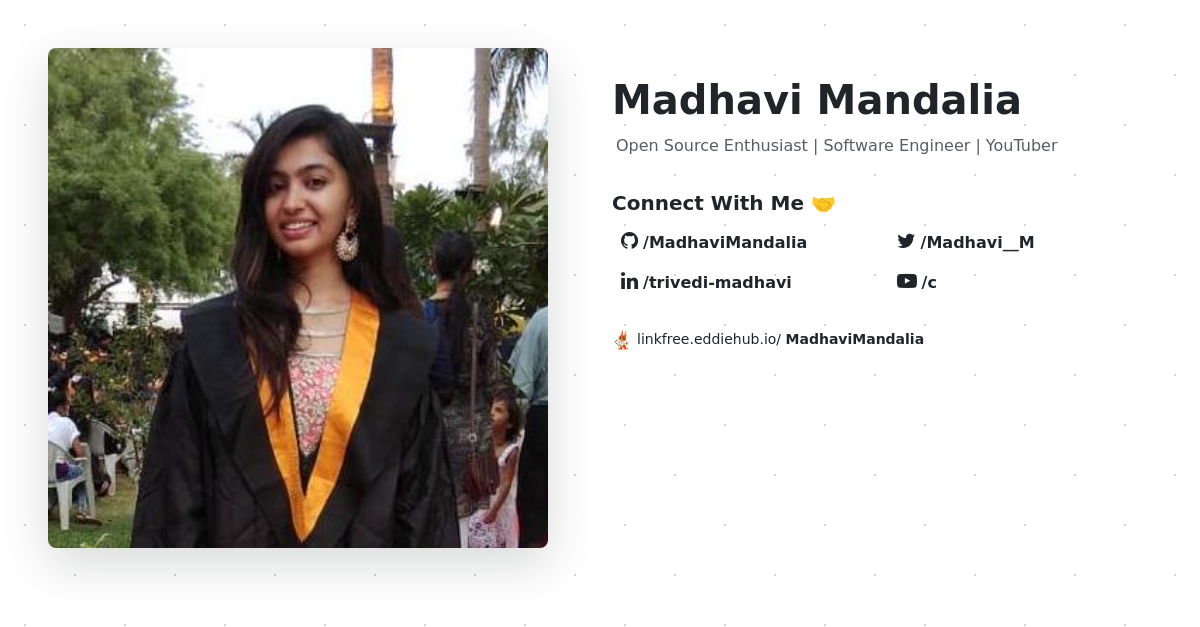 Madhavi Mandalia
Open Source Enthusiast | Software Engineer | YouTuber
Connect With Me 🤝
/MadhaviMandalia
/Madhavi__M
/trivedi-madhavi
/c
linkfree.eddiehub.io/ MadhaviMandalia